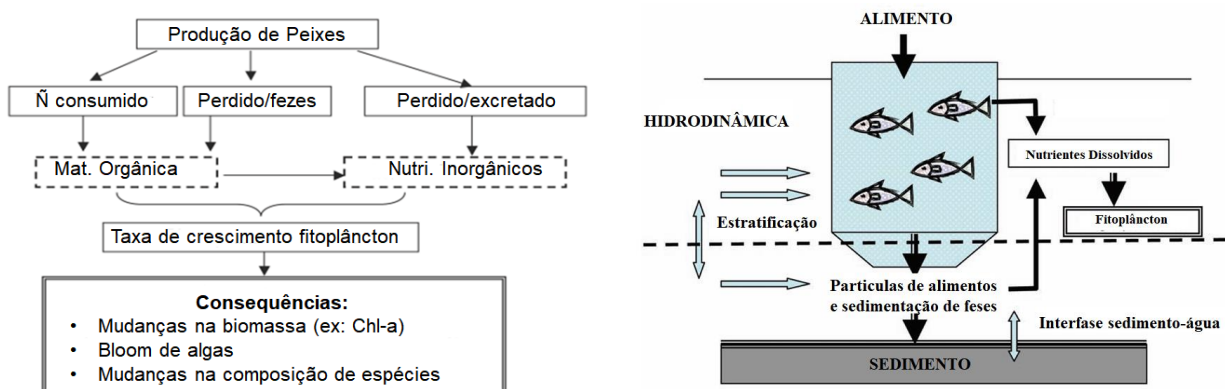 Produção de Peixes
Ñ consumido
Perdido/fezes
Perdido/excretado
Mat. Orgânica
Nutri. Inorgânicos
Taxa de crescimento fitoplâncton
Consequências:
• Mudanças na biomassa (ex: Chl-a)
• Bloom de algas
• Mudanças na composição de espécies
ALIMENTO
HIDRODINÂMICA
Nutrientes Dissolvidos
Estratificação
Fitoplâncton
Particulas de alimentos
e sedimentação de feses
Interfase sedimento-água
SEDIMENTO